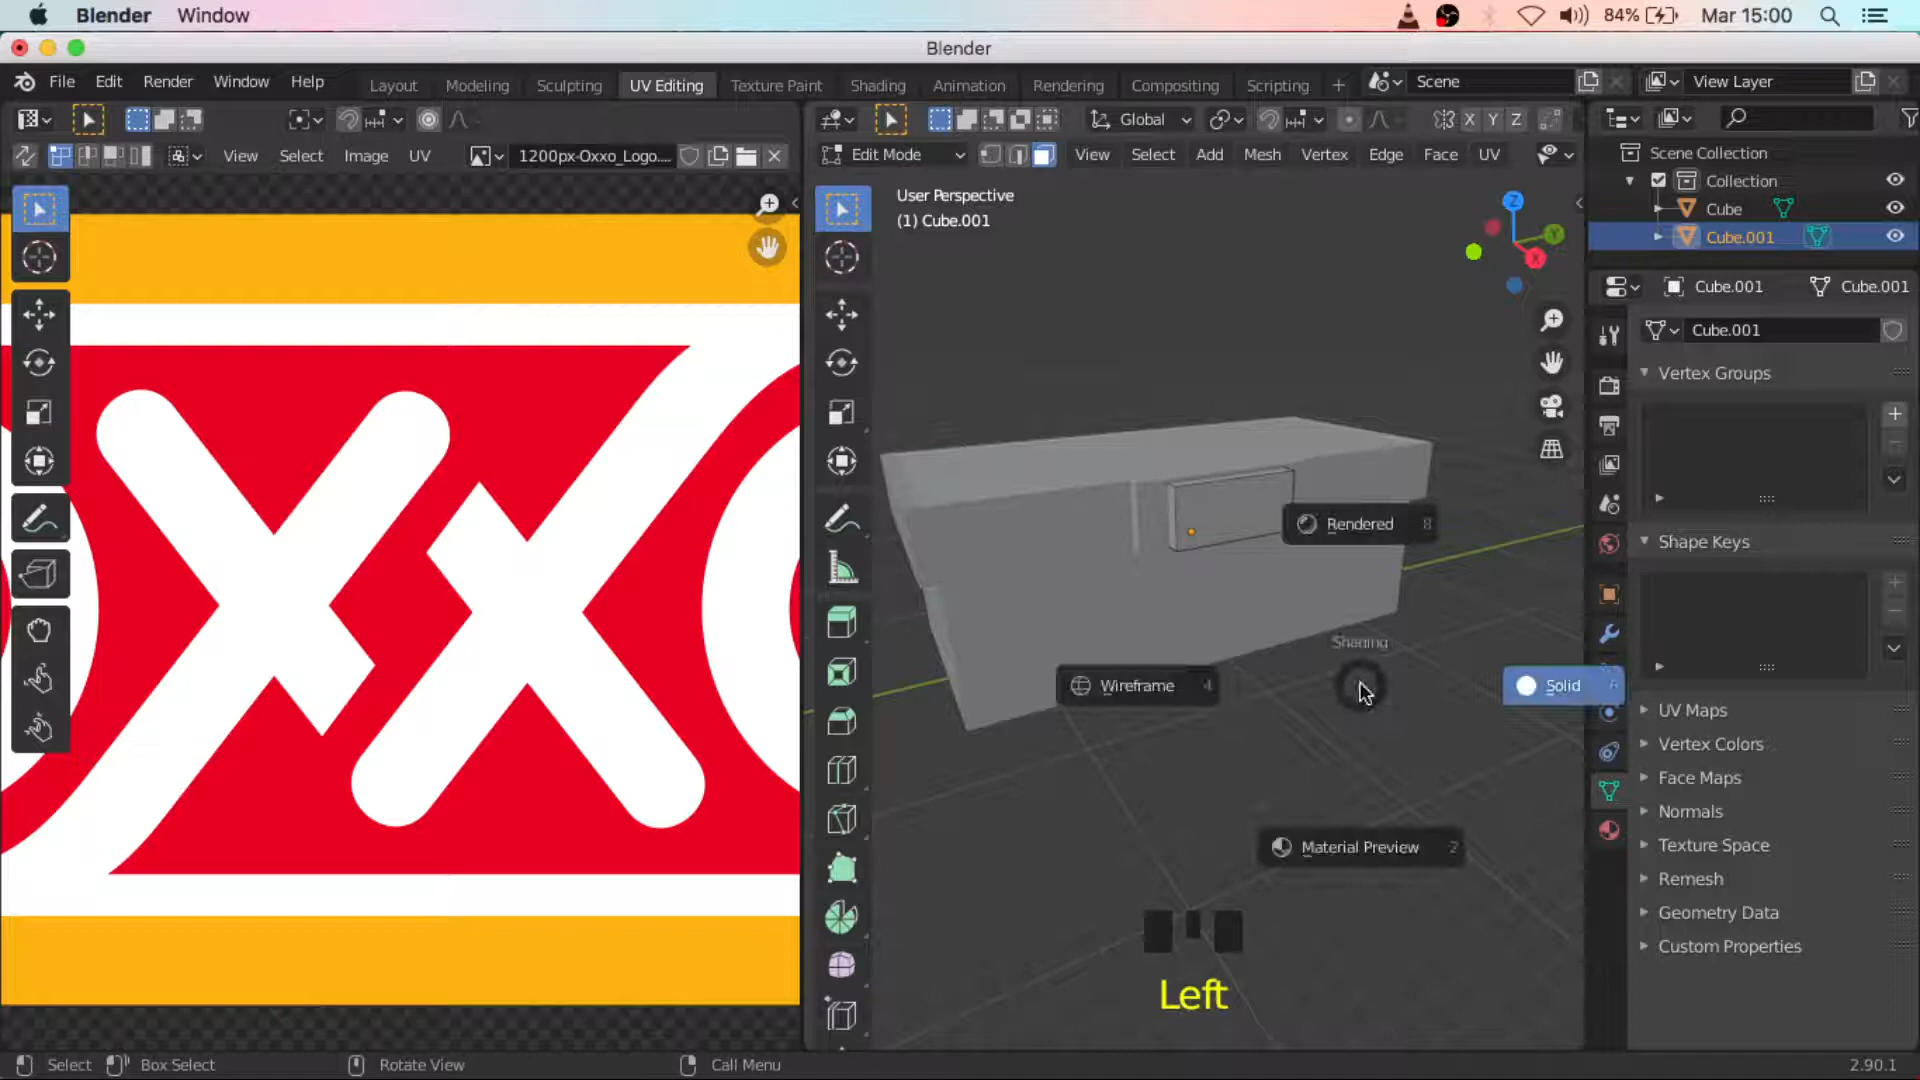 Blender Window 84% Mar 15:00
Blender
File Edit Render Window Help Layout Modeling Sculpting UV Editing Texture Paint Shading Animation Rendering Compositing Scripting + Scene View Layer
Global X Y Z
View Select Image UV 1200px-Oxxo_Logo.... Edit Mode View Select Add Mesh Vertex Edge Face UV
Scene Collection
Collection
Cube
Cube.001
User Perspective
(1) Cube.001
Z
Y
X
Cube.001 Cube.001
Cube.001
Vertex Groups
Rendered 8
Shape Keys
Shading
Wireframe 4
Solid 6
Material Preview 2
UV Maps
Vertex Colors
Face Maps
Normals
Texture Space
Remesh
Geometry Data
Custom Properties
Left
Select Box Select Rotate View Call Menu 2.90.1